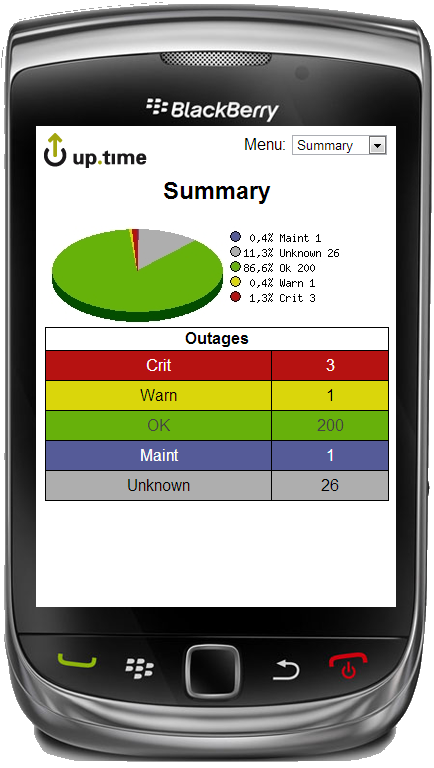 BlackBerry
up.time
Menu: Summary
Summary
0,4% Maint 1
11,3% Unknown 26
86,6% Ok 200
0,4% Warn 1
1,3% Crit 3
Outages
Crit 3
Warn 1
OK 200
Maint 1
Unknown 26